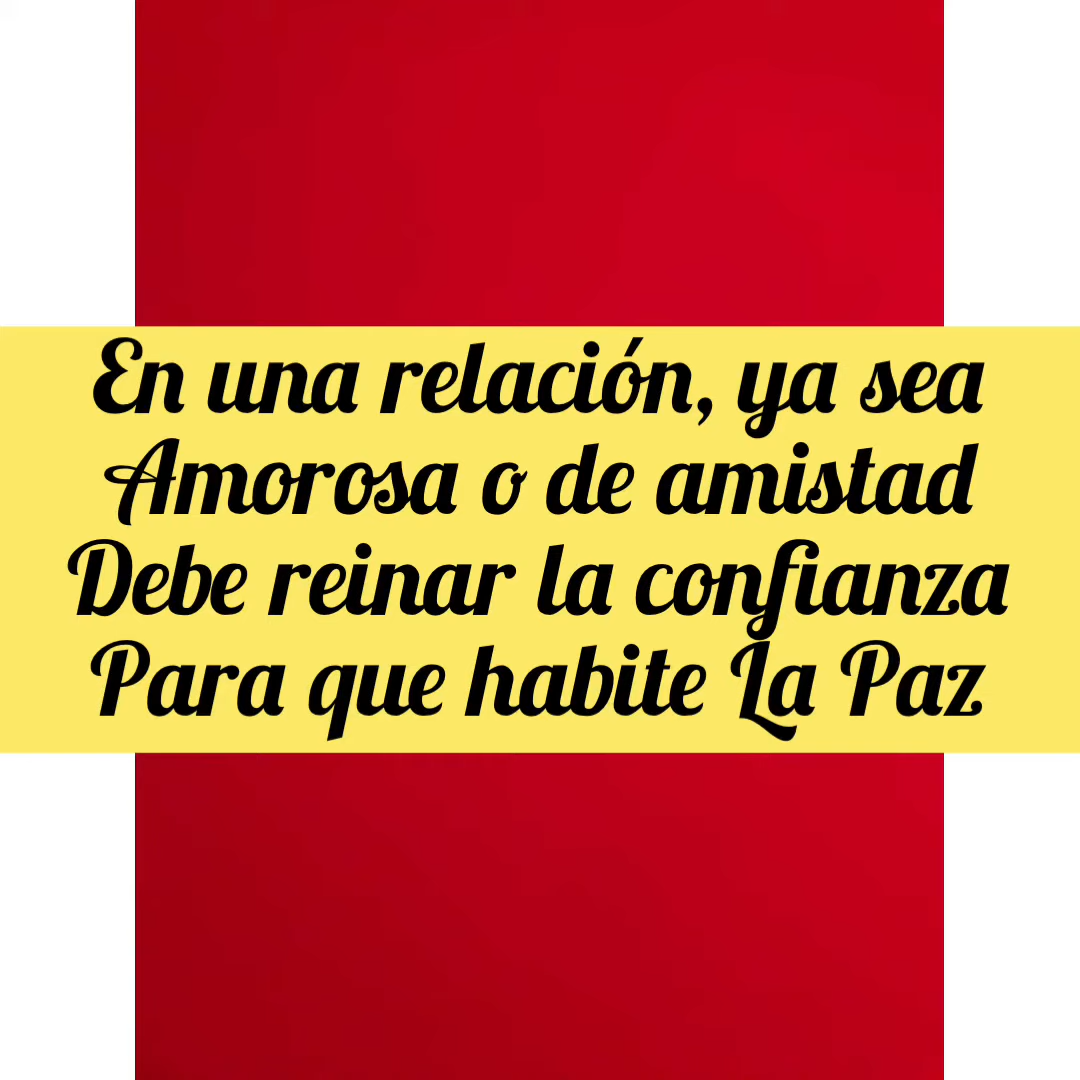 En una relación, ya sea
Amorosa o de amistad
Debe reinar la confianza
Para que habite La Paz